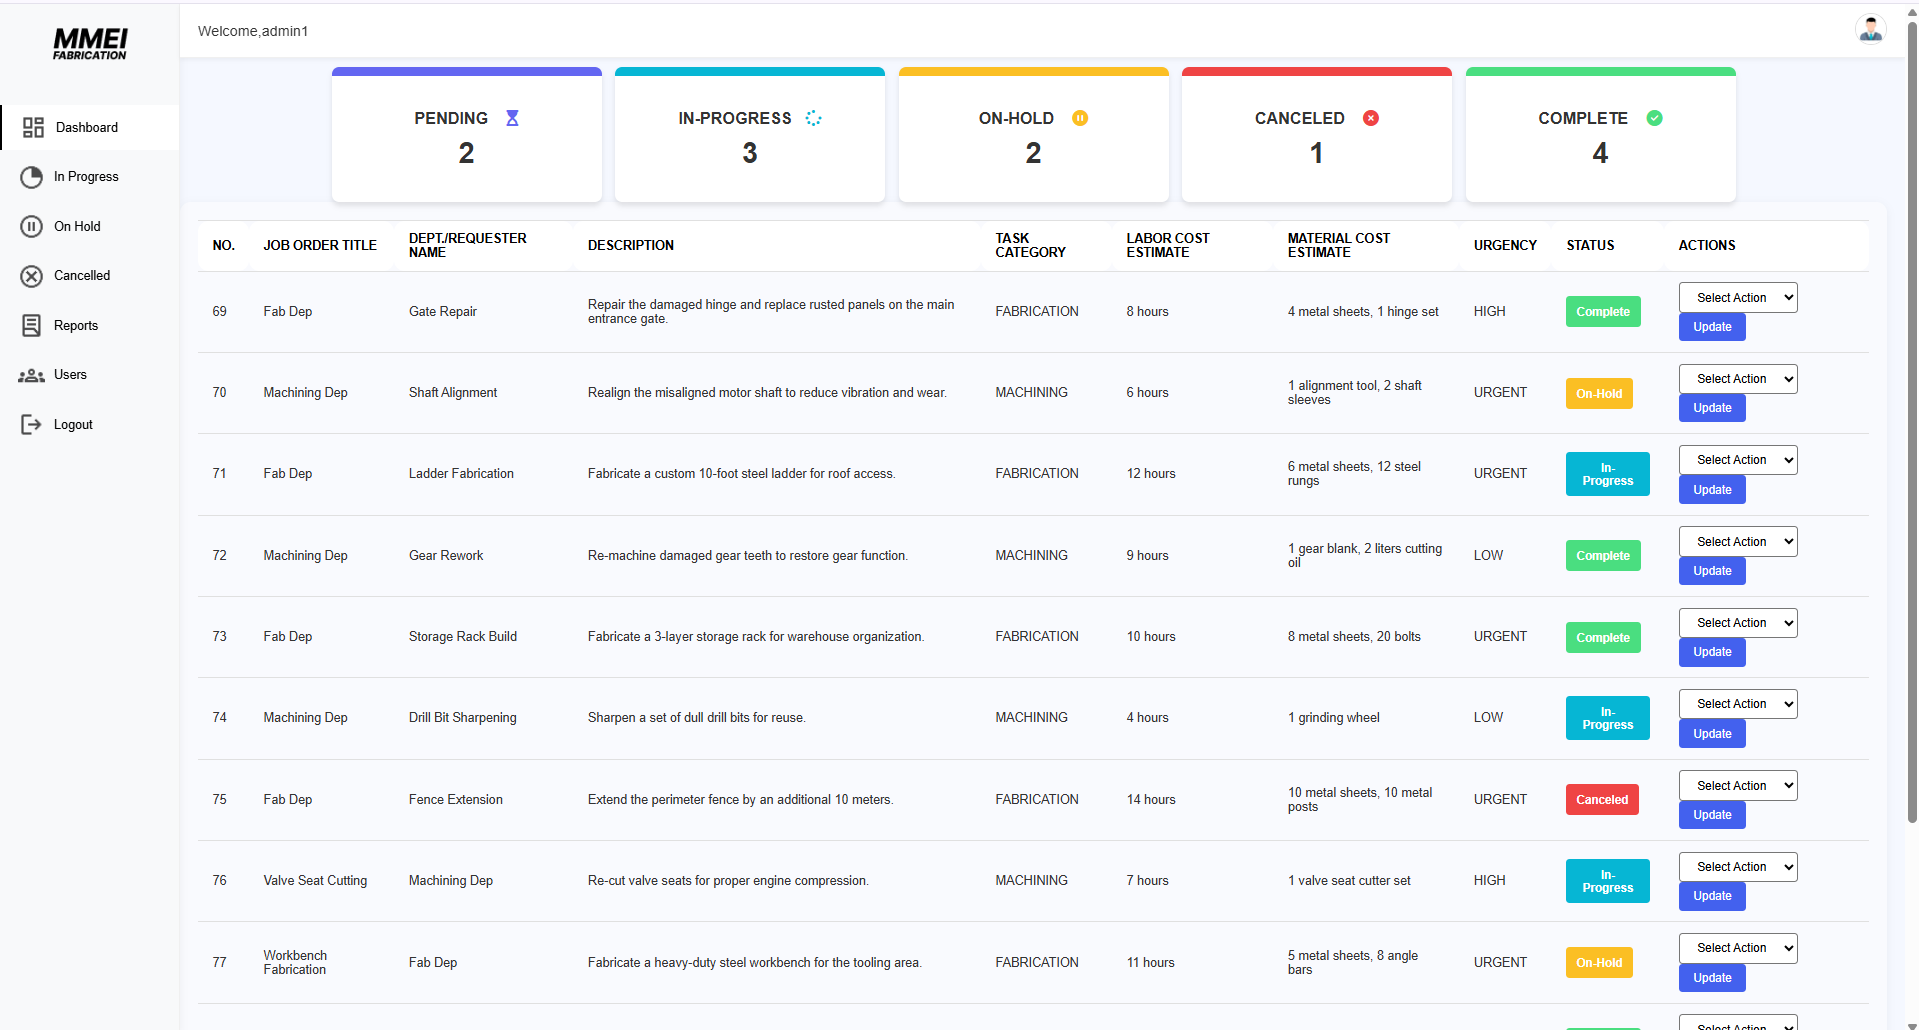 MMEI
FABRICATION
Welcome,admin1
Dashboard
In Progress
On Hold
Cancelled
Reports
Users
Logout
PENDING
2
IN-PROGRESS
3
ON-HOLD
2
CANCELED
1
COMPLETE
4
NO. JOB ORDER TITLE DEPT./REQUESTER NAME DESCRIPTION TASK CATEGORY LABOR COST ESTIMATE MATERIAL COST ESTIMATE URGENCY STATUS ACTIONS
69 Fab Dep Gate Repair Repair the damaged hinge and replace rusted panels on the main entrance gate. FABRICATION 8 hours 4 metal sheets, 1 hinge set HIGH Complete Select Action Update
70 Machining Dep Shaft Alignment Realign the misaligned motor shaft to reduce vibration and wear. MACHINING 6 hours 1 alignment tool, 2 shaft sleeves URGENT On-Hold Select Action Update
71 Fab Dep Ladder Fabrication Fabricate a custom 10-foot steel ladder for roof access. FABRICATION 12 hours 6 metal sheets, 12 steel rungs URGENT In-Progress Select Action Update
72 Machining Dep Gear Rework Re-machine damaged gear teeth to restore gear function. MACHINING 9 hours 1 gear blank, 2 liters cutting oil LOW Complete Select Action Update
73 Fab Dep Storage Rack Build Fabricate a 3-layer storage rack for warehouse organization. FABRICATION 10 hours 8 metal sheets, 20 bolts URGENT Complete Select Action Update
74 Machining Dep Drill Bit Sharpening Sharpen a set of dull drill bits for reuse. MACHINING 4 hours 1 grinding wheel LOW In-Progress Select Action Update
75 Fab Dep Fence Extension Extend the perimeter fence by an additional 10 meters. FABRICATION 14 hours 10 metal sheets, 10 metal posts URGENT Canceled Select Action Update
76 Valve Seat Cutting Machining Dep Re-cut valve seats for proper engine compression. MACHINING 7 hours 1 valve seat cutter set HIGH In-Progress Select Action Update
77 Workbench Fabrication Fab Dep Fabricate a heavy-duty steel workbench for the tooling area. FABRICATION 11 hours 5 metal sheets, 8 angle bars URGENT On-Hold Select Action Update
Select Action